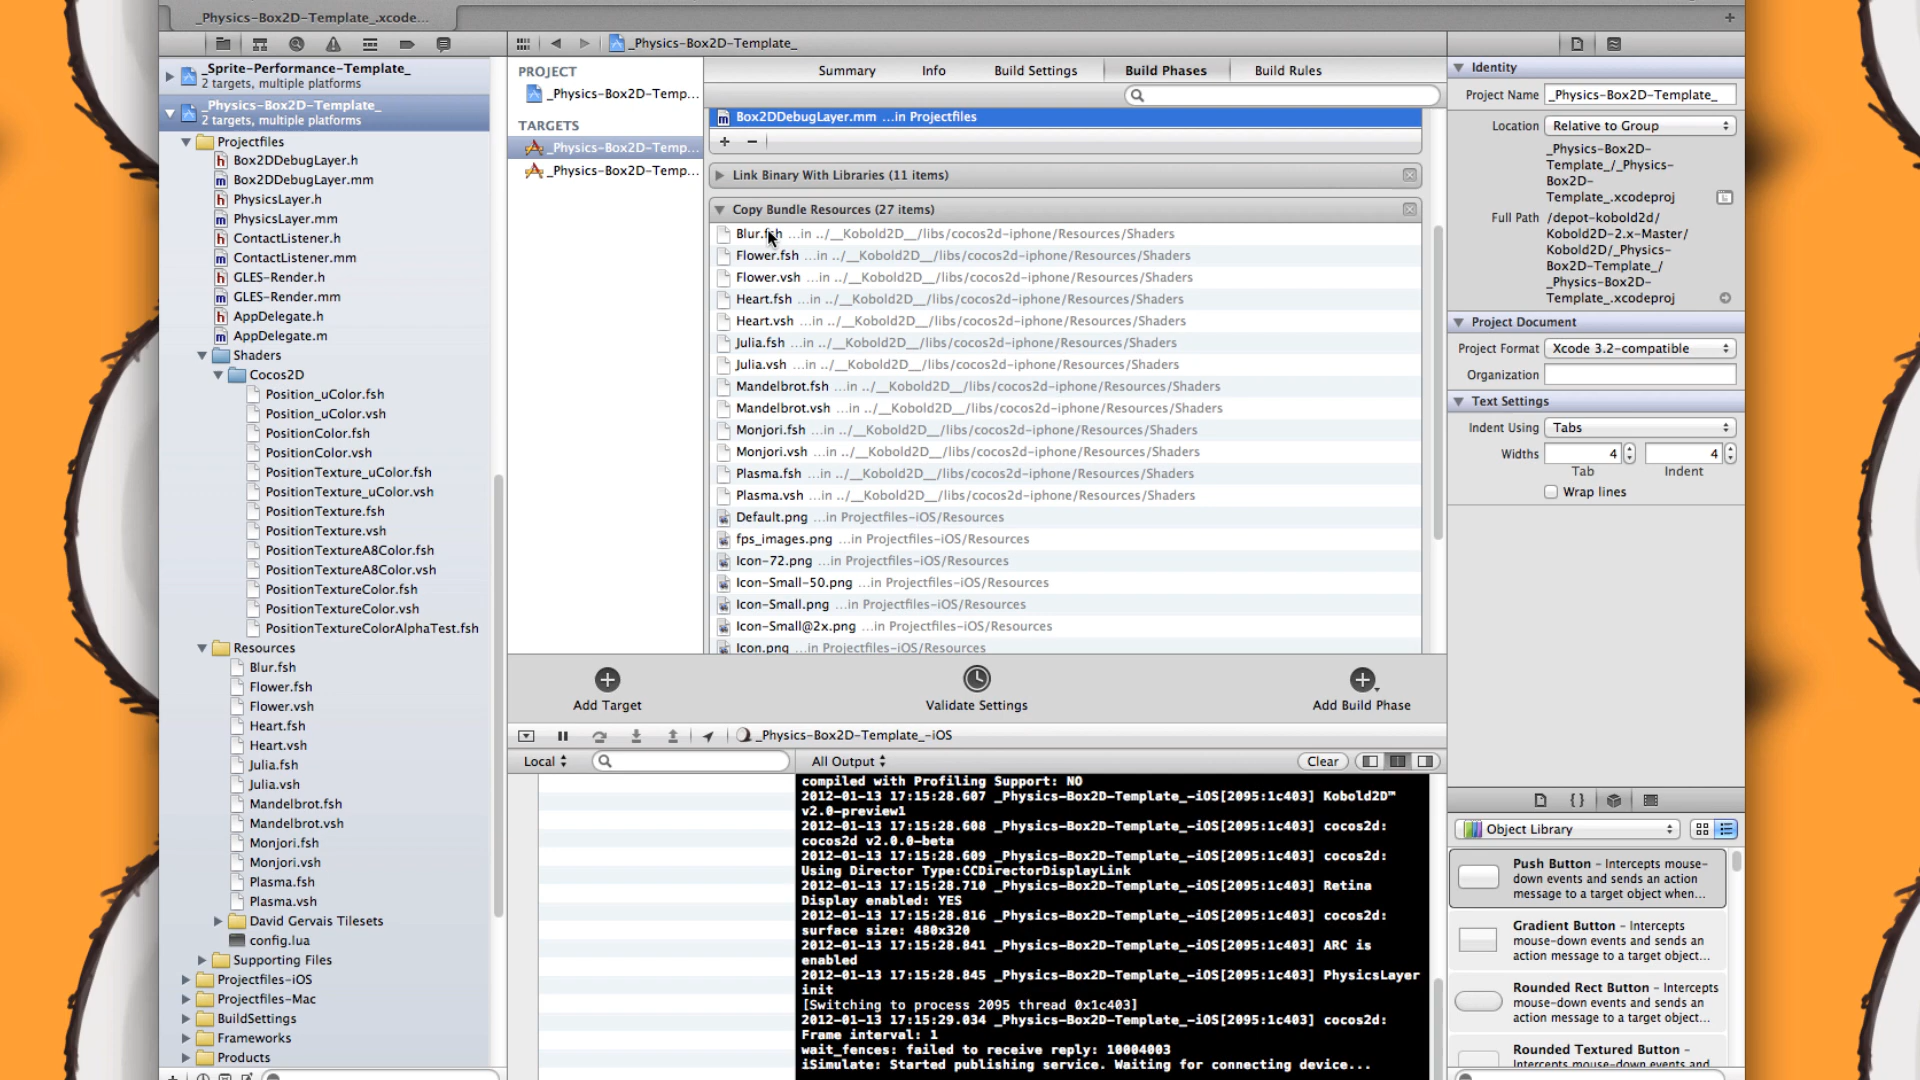 _Physics-Box2D-Template_.xcode...
_Physics-Box2D-Template_
_Sprite-Performance-Template_
2 targets, multiple platforms
_Physics-Box2D-Template_
2 targets, multiple platforms
Projectfiles
Box2DDebugLayer.h
Box2DDebugLayer.mm
PhysicsLayer.h
PhysicsLayer.mm
ContactListener.h
ContactListener.mm
GLES-Render.h
GLES-Render.mm
AppDelegate.h
AppDelegate.m
Shaders
Cocos2D
Position_uColor.fsh
Position_uColor.vsh
PositionColor.fsh
PositionColor.vsh
PositionTexture_uColor.fsh
PositionTexture_uColor.vsh
PositionTexture.fsh
PositionTexture.vsh
PositionTextureA8Color.fsh
PositionTextureA8Color.vsh
PositionTextureColor.fsh
PositionTextureColor.vsh
PositionTextureColorAlphaTest.fsh
Resources
Blur.fsh
Flower.fsh
Flower.vsh
Heart.fsh
Heart.vsh
Julia.fsh
Julia.vsh
Mandelbrot.fsh
Mandelbrot.vsh
Monjori.fsh
Monjori.vsh
Plasma.fsh
Plasma.vsh
David Gervais Tilesets
config.lua
Supporting Files
Projectfiles-iOS
Projectfiles-Mac
BuildSettings
Frameworks
Products
PROJECT
_Physics-Box2D-Temp...
TARGETS
_Physics-Box2D-Temp...
_Physics-Box2D-Temp...
Summary Info Build Settings Build Phases Build Rules
Box2DDebugLayer.mm ...in Projectfiles
Link Binary With Libraries (11 items)
Copy Bundle Resources (27 items)
Blur.fsh ...in ../__Kobold2D__/libs/cocos2d-iphone/Resources/Shaders
Flower.fsh ...in ../__Kobold2D__/libs/cocos2d-iphone/Resources/Shaders
Flower.vsh ...in ../__Kobold2D__/libs/cocos2d-iphone/Resources/Shaders
Heart.fsh ...in ../__Kobold2D__/libs/cocos2d-iphone/Resources/Shaders
Heart.vsh ...in ../__Kobold2D__/libs/cocos2d-iphone/Resources/Shaders
Julia.fsh ...in ../__Kobold2D__/libs/cocos2d-iphone/Resources/Shaders
Julia.vsh ...in ../__Kobold2D__/libs/cocos2d-iphone/Resources/Shaders
Mandelbrot.fsh ...in ../__Kobold2D__/libs/cocos2d-iphone/Resources/Shaders
Mandelbrot.vsh ...in ../__Kobold2D__/libs/cocos2d-iphone/Resources/Shaders
Monjori.fsh ...in ../__Kobold2D__/libs/cocos2d-iphone/Resources/Shaders
Monjori.vsh ...in ../__Kobold2D__/libs/cocos2d-iphone/Resources/Shaders
Plasma.fsh ...in ../__Kobold2D__/libs/cocos2d-iphone/Resources/Shaders
Plasma.vsh ...in ../__Kobold2D__/libs/cocos2d-iphone/Resources/Shaders
Default.png ...in Projectfiles-iOS/Resources
fps_images.png ...in Projectfiles-iOS/Resources
Icon-72.png ...in Projectfiles-iOS/Resources
Icon-Small-50.png ...in Projectfiles-iOS/Resources
Icon-Small.png ...in Projectfiles-iOS/Resources
Icon-Small@2x.png ...in Projectfiles-iOS/Resources
Icon.png ...in Projectfiles-iOS/Resources
Add Target
Validate Settings
Add Build Phase
_Physics-Box2D-Template_-iOS
Local
All Output
Clear
compiled with Profiling Support: NO
2012-01-13 17:15:28.607 _Physics-Box2D-Template_-iOS[2095:1c403] Kobold2D™
v2.0-preview1
2012-01-13 17:15:28.608 _Physics-Box2D-Template_-iOS[2095:1c403] cocos2d:
cocos2d v2.0.0-beta
2012-01-13 17:15:28.609 _Physics-Box2D-Template_-iOS[2095:1c403] cocos2d:
Using Director Type:CCDirectorDisplayLink
2012-01-13 17:15:28.710 _Physics-Box2D-Template_-iOS[2095:1c403] Retina
Display enabled: YES
2012-01-13 17:15:28.816 _Physics-Box2D-Template_-iOS[2095:1c403] cocos2d:
surface size: 480x320
2012-01-13 17:15:28.841 _Physics-Box2D-Template_-iOS[2095:1c403] ARC is
enabled
2012-01-13 17:15:28.845 _Physics-Box2D-Template_-iOS[2095:1c403] PhysicsLayer
init
[Switching to process 2095 thread 0x1c403]
2012-01-13 17:15:29.034 _Physics-Box2D-Template_-iOS[2095:1c403] cocos2d:
Frame interval: 1
wait_fences: failed to receive reply: 10004003
iSimulate: Started publishing service. Waiting for connecting device...
Identity
Project Name _Physics-Box2D-Template_
Location Relative to Group
_Physics-Box2D-
Template_/_Physics-
Box2D-
Template_.xcodeproj
Full Path /depot-kobold2d/
Kobold2D-2.x-Master/
Kobold2D/_Physics-
Box2D-Template_/
_Physics-Box2D-
Template_.xcodeproj
Project Document
Project Format Xcode 3.2-compatible
Organization
Text Settings
Indent Using Tabs
Widths 4 4
Tab Indent
Wrap lines
Object Library
Push Button - Intercepts mouse-
down events and sends an action
message to a target object when...
Gradient Button - Intercepts
mouse-down events and sends an
action message to a target object...
Rounded Rect Button - Intercepts
mouse-down events and sends an
action message to a target object...
Rounded Textured Button -
Intercepts mouse-down events and